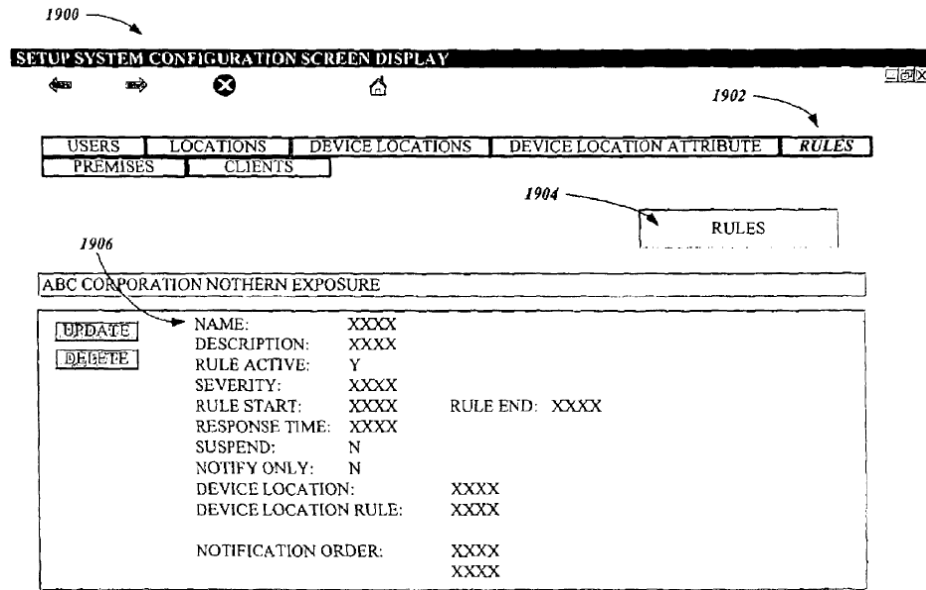 1900
SETUP SYSTEM CONFIGURATION SCREEN DISPLAY
1902
USERS LOCATIONS DEVICE LOCATIONS DEVICE LOCATION ATTRIBUTE RULES
PREMISES CLIENTS
1904
RULES
1906
ABC CORPORATION NOTHERN EXPOSURE
UPDATE
DELETE
NAME: XXXX
DESCRIPTION: XXXX
RULE ACTIVE: Y
SEVERITY: XXXX
RULE START: XXXX RULE END: XXXX
RESPONSE TIME: XXXX
SUSPEND: N
NOTIFY ONLY: N
DEVICE LOCATION: XXXX
DEVICE LOCATION RULE: XXXX
NOTIFICATION ORDER: XXXX
XXXX